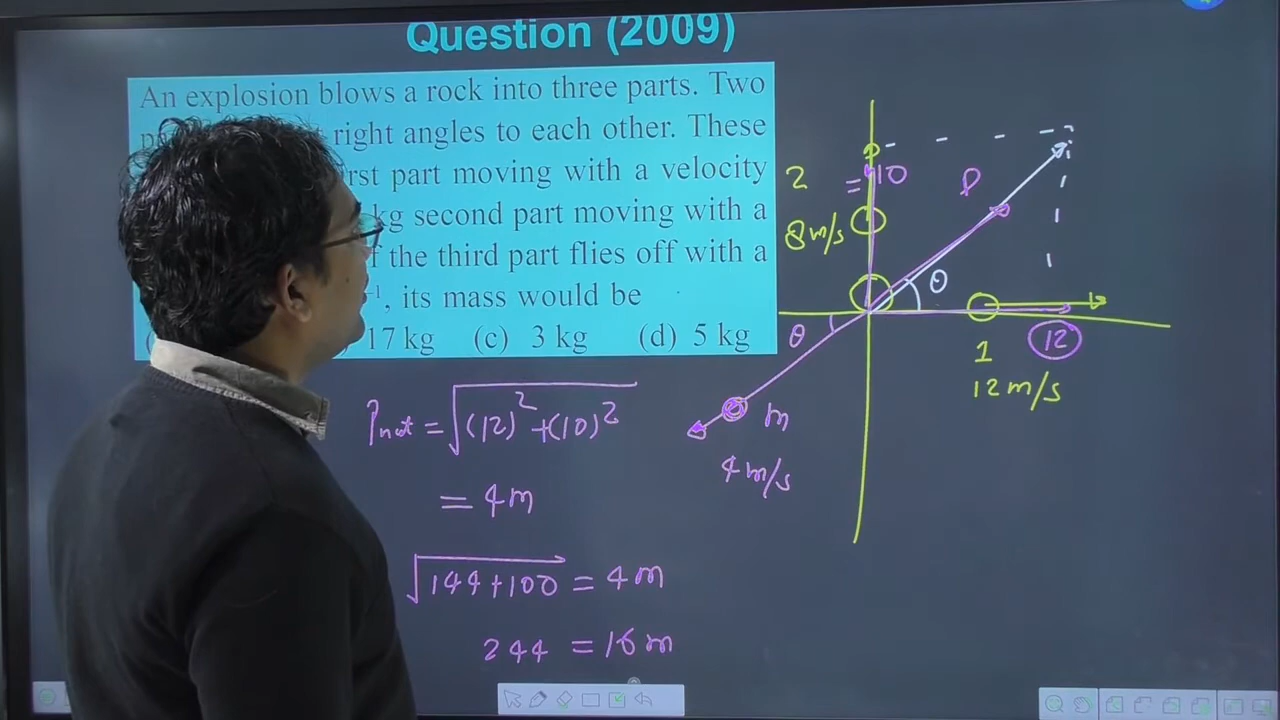 Question (2009)
An explosion blows a rock into three parts. Two
right angles to each other. These
part moving with a velocity
kg second part moving with a
the third part flies off with a
⁻¹, its mass would be
17 kg (c) 3 kg (d) 5 kg
2
= 10
8 m/s
P
θ
1
12
12 m/s
θ
m
4 m/s
Pnet = √(12)² + (10)²
= 4m
√144+100 = 4m
244 = 16m